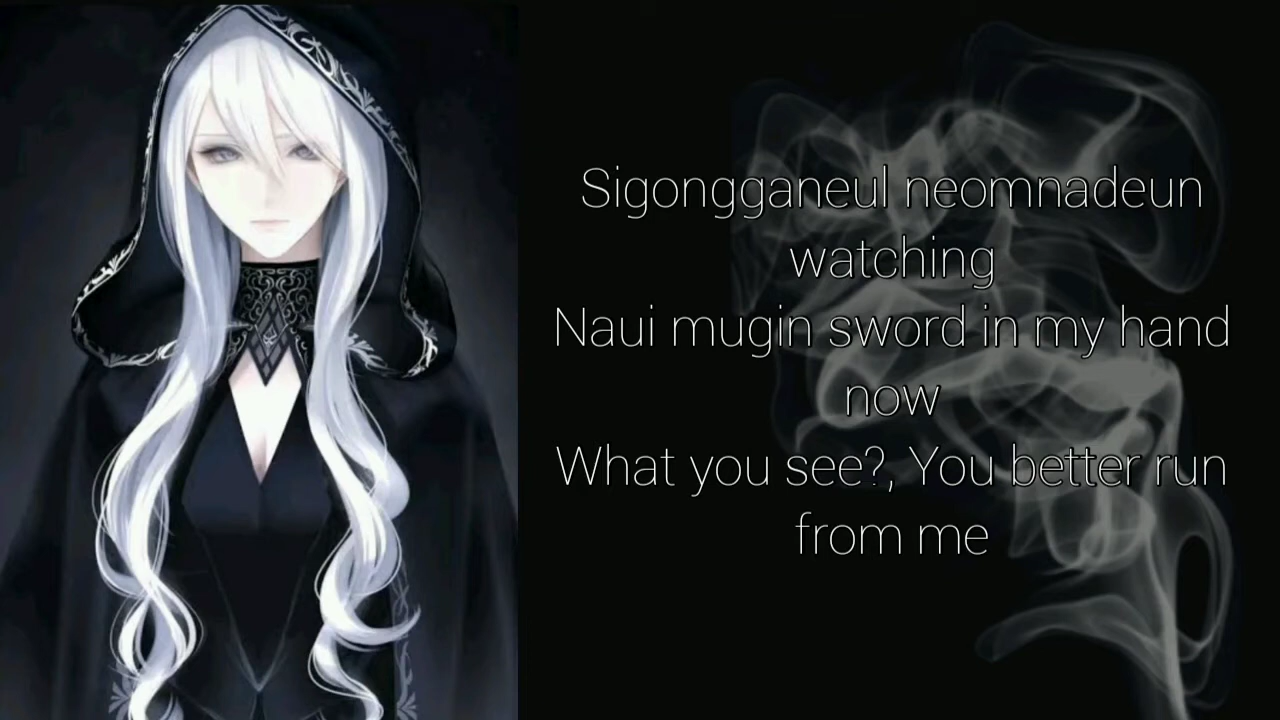 Sigongganeul neomnadeun
watching
Naui mugin sword in my hand
now
What you see?, You better run
from me